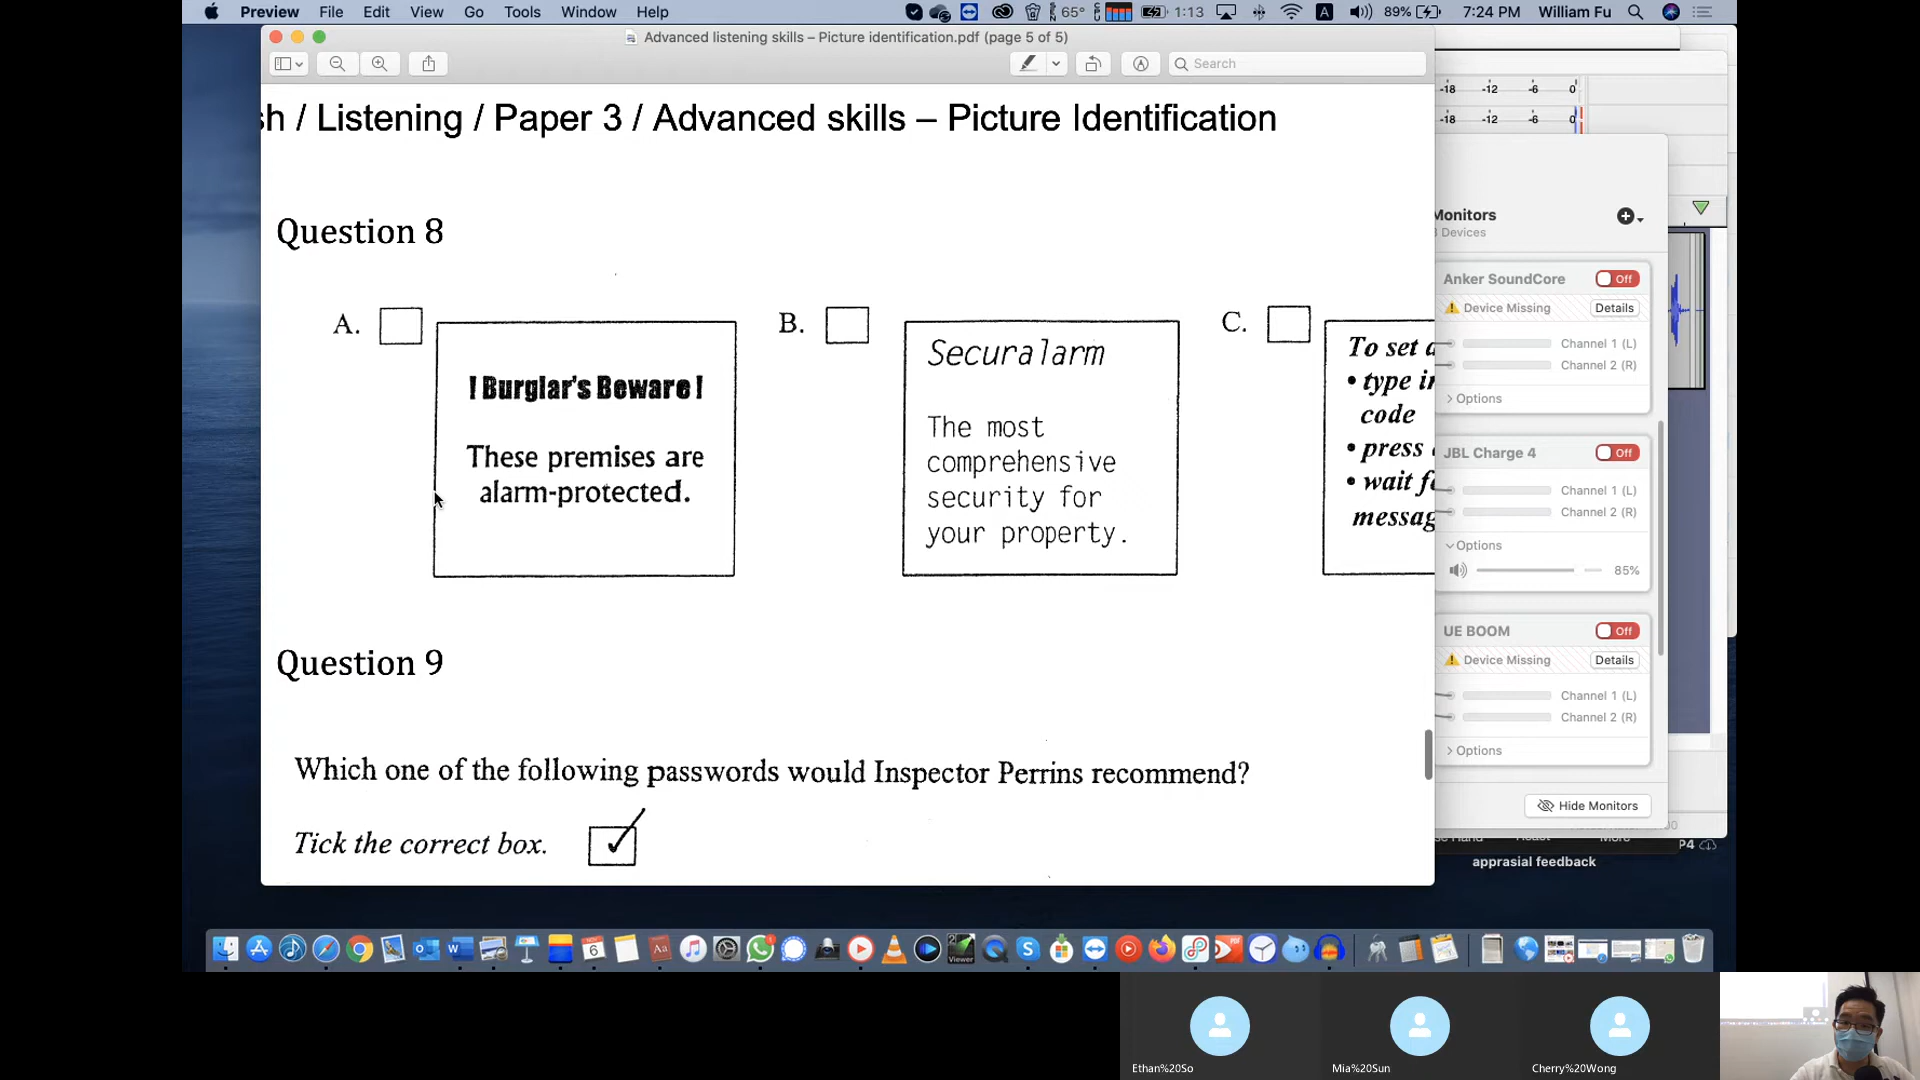 Preview File Edit View Go Tools Window Help
65° 1:13 A 89% 7:24 PM William Fu
Advanced listening skills – Picture identification.pdf (page 5 of 5)
Search
sh / Listening / Paper 3 / Advanced skills – Picture Identification
Question 8
A.
! Burglar's Beware !
These premises are
alarm-protected.
B.
Securalarm
The most
comprehensive
security for
your property.
C.
To set a
• type in
code
• press
• wait fo
messag
Question 9
Which one of the following passwords would Inspector Perrins recommend?
Tick the correct box.
-18 -12 -6 0
-18 -12 -6 0
Monitors
Devices
Anker SoundCore Off
Device Missing Details
Channel 1 (L)
Channel 2 (R)
Options
JBL Charge 4 Off
Channel 1 (L)
Channel 2 (R)
Options
85%
UE BOOM Off
Device Missing Details
Channel 1 (L)
Channel 2 (R)
Options
Hide Monitors
P4
apprasial feedback
6
Viewer
Ethan%20So
Mia%20Sun
Cherry%20Wong